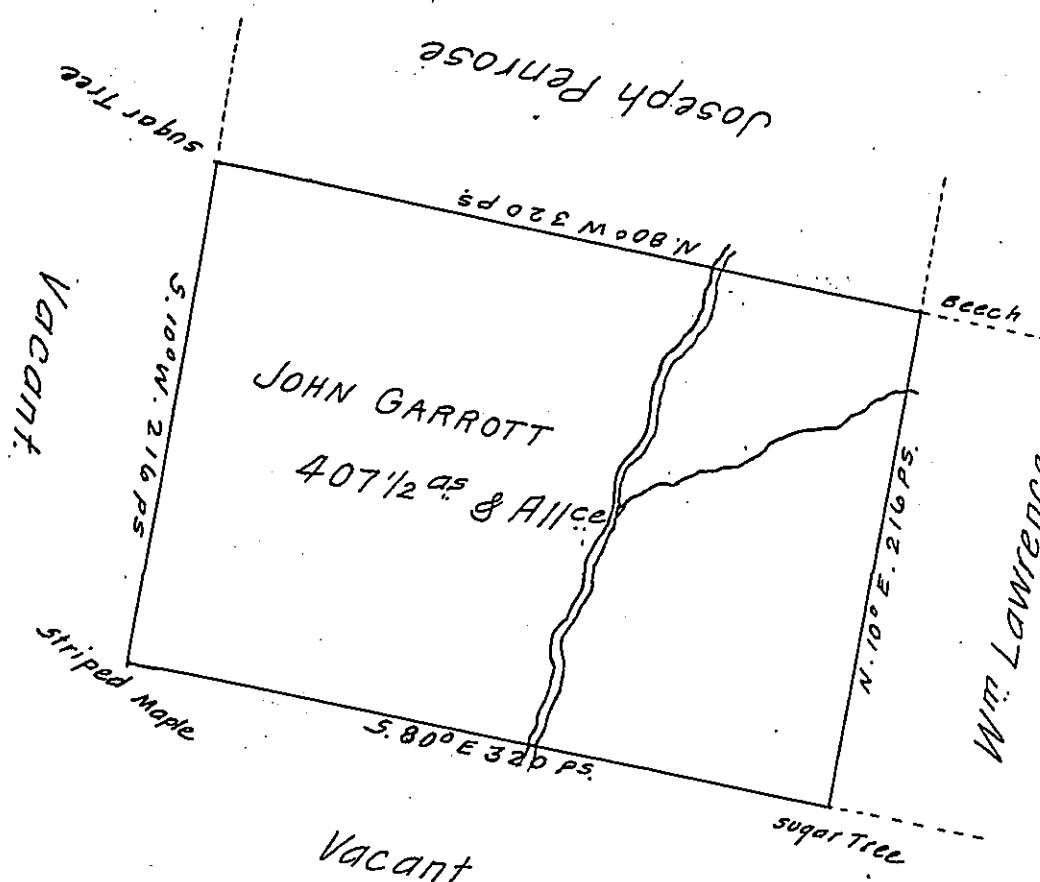 Joseph Penrose
Sugar Tree
N. 80° W 320 ps
Beech
Vacant.
S. 10° W. 216 ps
JOHN GARROTT
407 1/2 as & Allce
N. 10° E. 216 PS.
Wm Lawrence
Striped Maple
S. 80° E 320 PS.
Sugar Tree
Vacant